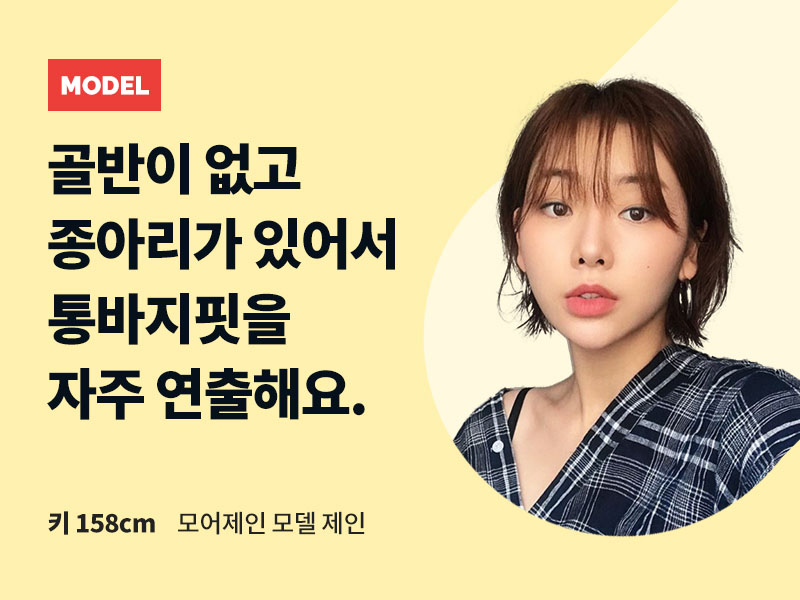 MODEL
골반이 없고
종아리가 있어서
통바지핏을
자주 연출해요.
키 158cm 모어제인 모델 제인